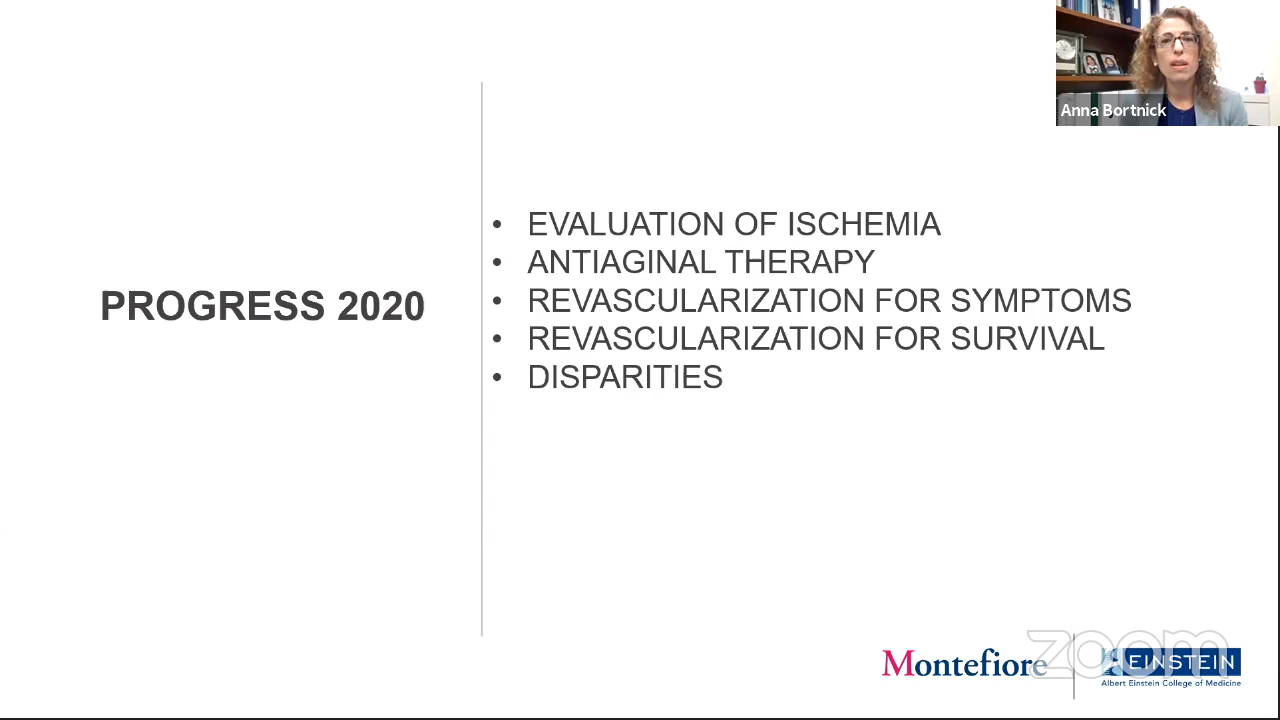 Anna Bortnick
PROGRESS 2020
• EVALUATION OF ISCHEMIA
• ANTIAGINAL THERAPY
• REVASCULARIZATION FOR SYMPTOMS
• REVASCULARIZATION FOR SURVIVAL
• DISPARITIES
zoom
Montefiore
EINSTEIN
Albert Einstein College of Medicine